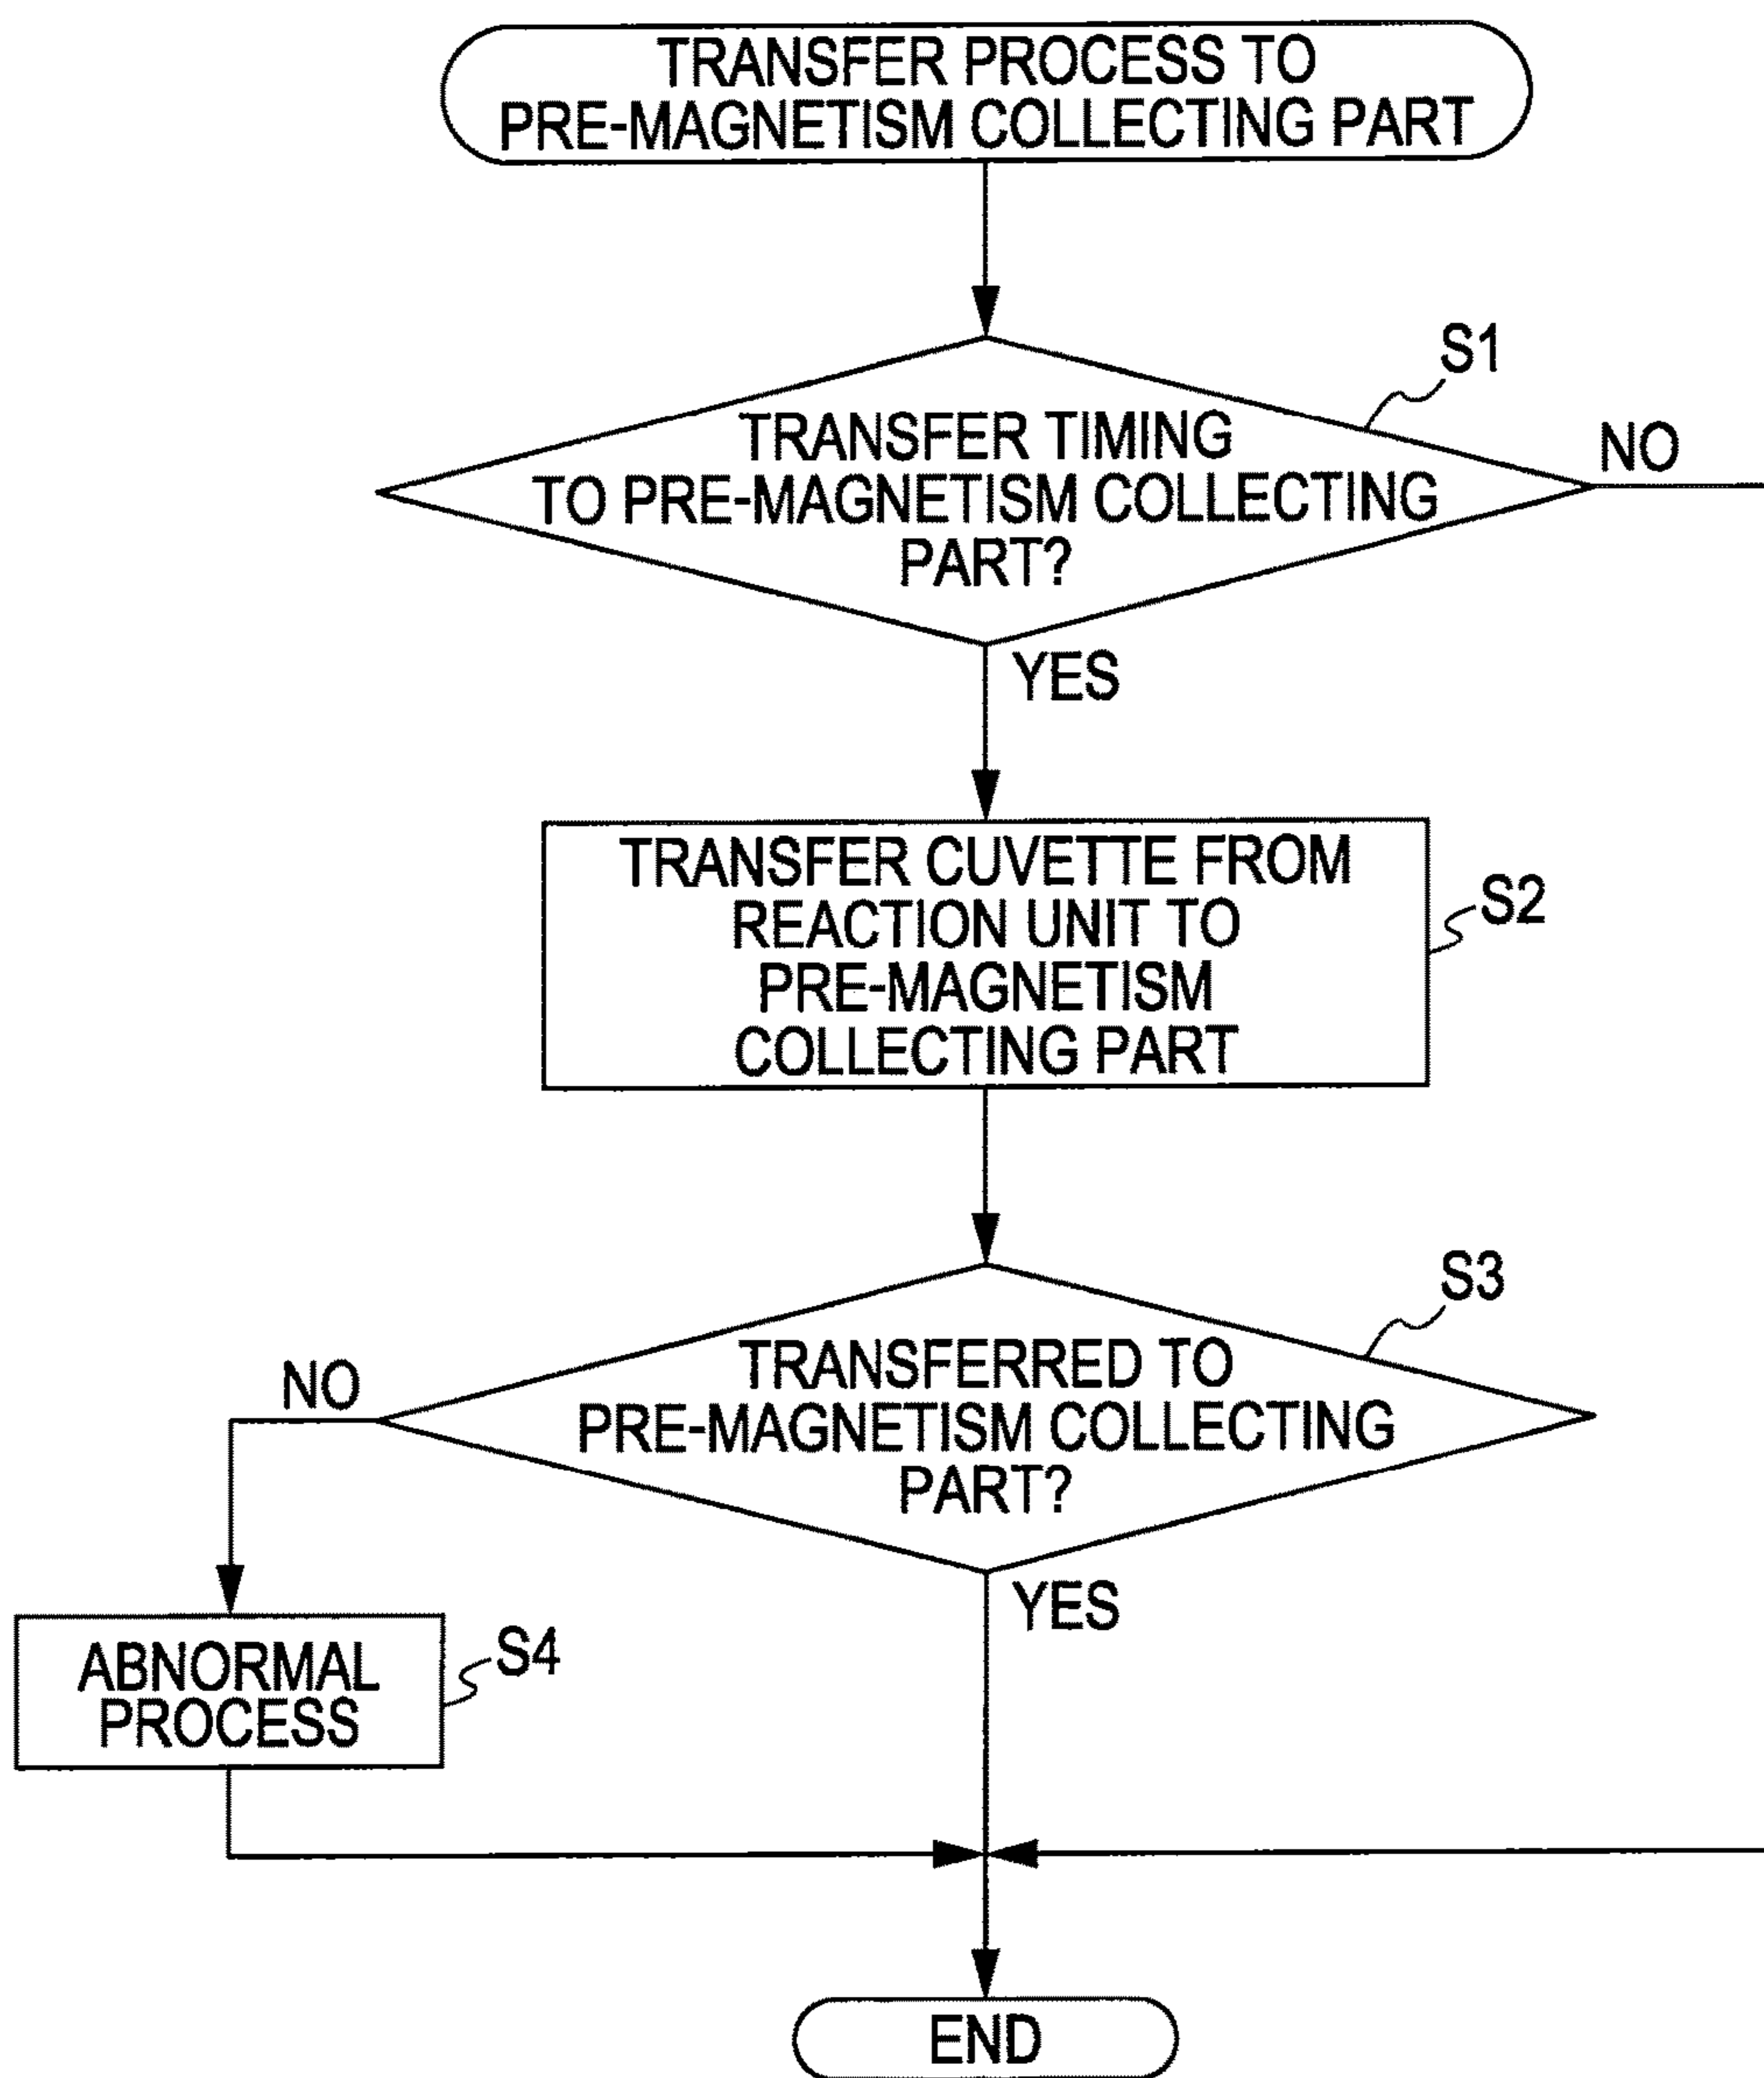 TRANSFER PROCESS TO
PRE-MAGNETISM COLLECTING PART
S1
TRANSFER TIMING
TO PRE-MAGNETISM COLLECTING
PART?
NO
YES
TRANSFER CUVETTE FROM
REACTION UNIT TO
PRE-MAGNETISM
COLLECTING PART
S2
S3
TRANSFERRED TO
PRE-MAGNETISM COLLECTING
PART?
NO
YES
ABNORMAL
PROCESS
S4
END